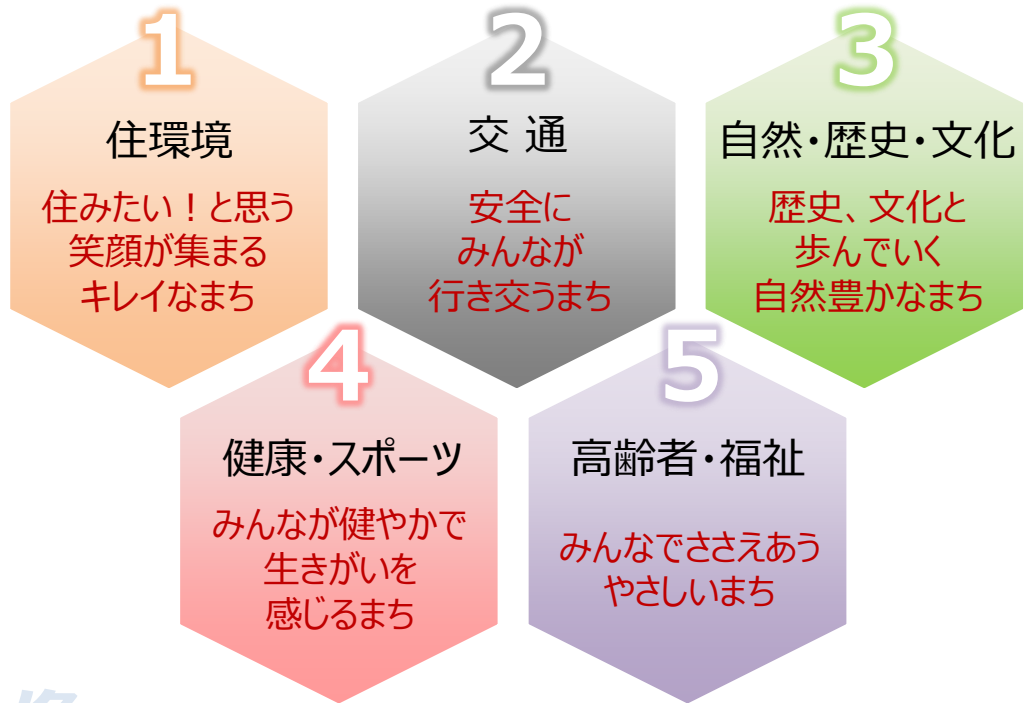 1
住環境
住みたい！と思う
笑顔が集まる
キレイなまち
2
交 通
安全に
みんなが
行き交うまち
3
自然・歴史・文化
歴史、文化と
歩んでいく
自然豊かなまち
4
健康・スポーツ
みんなが健やかで
生きがいを
感じるまち
5
高齢者・福祉
みんなでささえあう
やさしいまち